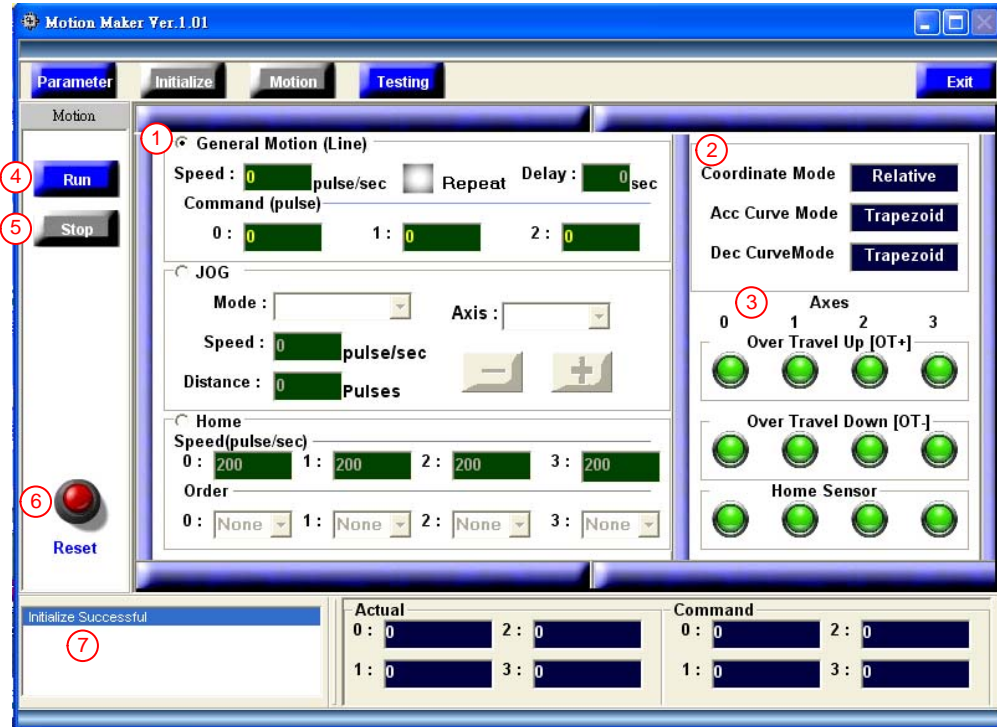 Motion Maker Ver.1.01
Parameter Initialize Motion Testing Exit
Motion
1 General Motion (Line)
Speed : 0 pulse/sec Repeat Delay : 0 sec
Command (pulse)
0 : 0 1 : 0 2 : 0
JOG
Mode : Axis :
Speed : 0 pulse/sec
Distance : 0 Pulses
− +
Home
Speed(pulse/sec)
0 : 200 1 : 200 2 : 200 3 : 200
Order
0 : None 1 : None 2 : None 3 : None
2
Coordinate Mode Relative
Acc Curve Mode Trapezoid
Dec CurveMode Trapezoid
3 Axes
0 1 2 3
Over Travel Up [OT+]
Over Travel Down [OT-]
Home Sensor
4 Run
5 Stop
6
Reset
Initialize Successful
7
Actual
0 : 0 2 : 0
1 : 0 3 : 0
Command
0 : 0 2 : 0
1 : 0 3 : 0